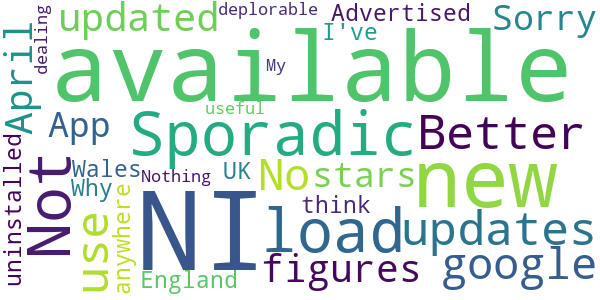 deplorable
Advertised
Sorry
updated
I've
dealing
April
available
My
useful
App
Sporadic
Better
uninstalled
Not
Wales
Why
Nothing
UK
No
stars
new
use
anywhere
NI
think
load
updates
England
figures
google